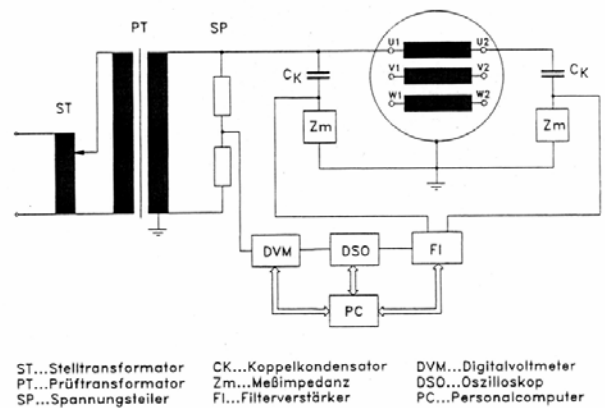 PT SP
U1 U2
CK V1 V2 CK
ST W1 W2
Zm Zm
DVM DSO FI
PC
ST...Stelltransformator CK...Koppelkondensator DVM...Digitalvoltmeter
PT...Prüftransformator Zm...Meßimpedanz DSO...Oszilloskop
SP...Spannungsteiler FI...Filterverstärker PC...Personalcomputer